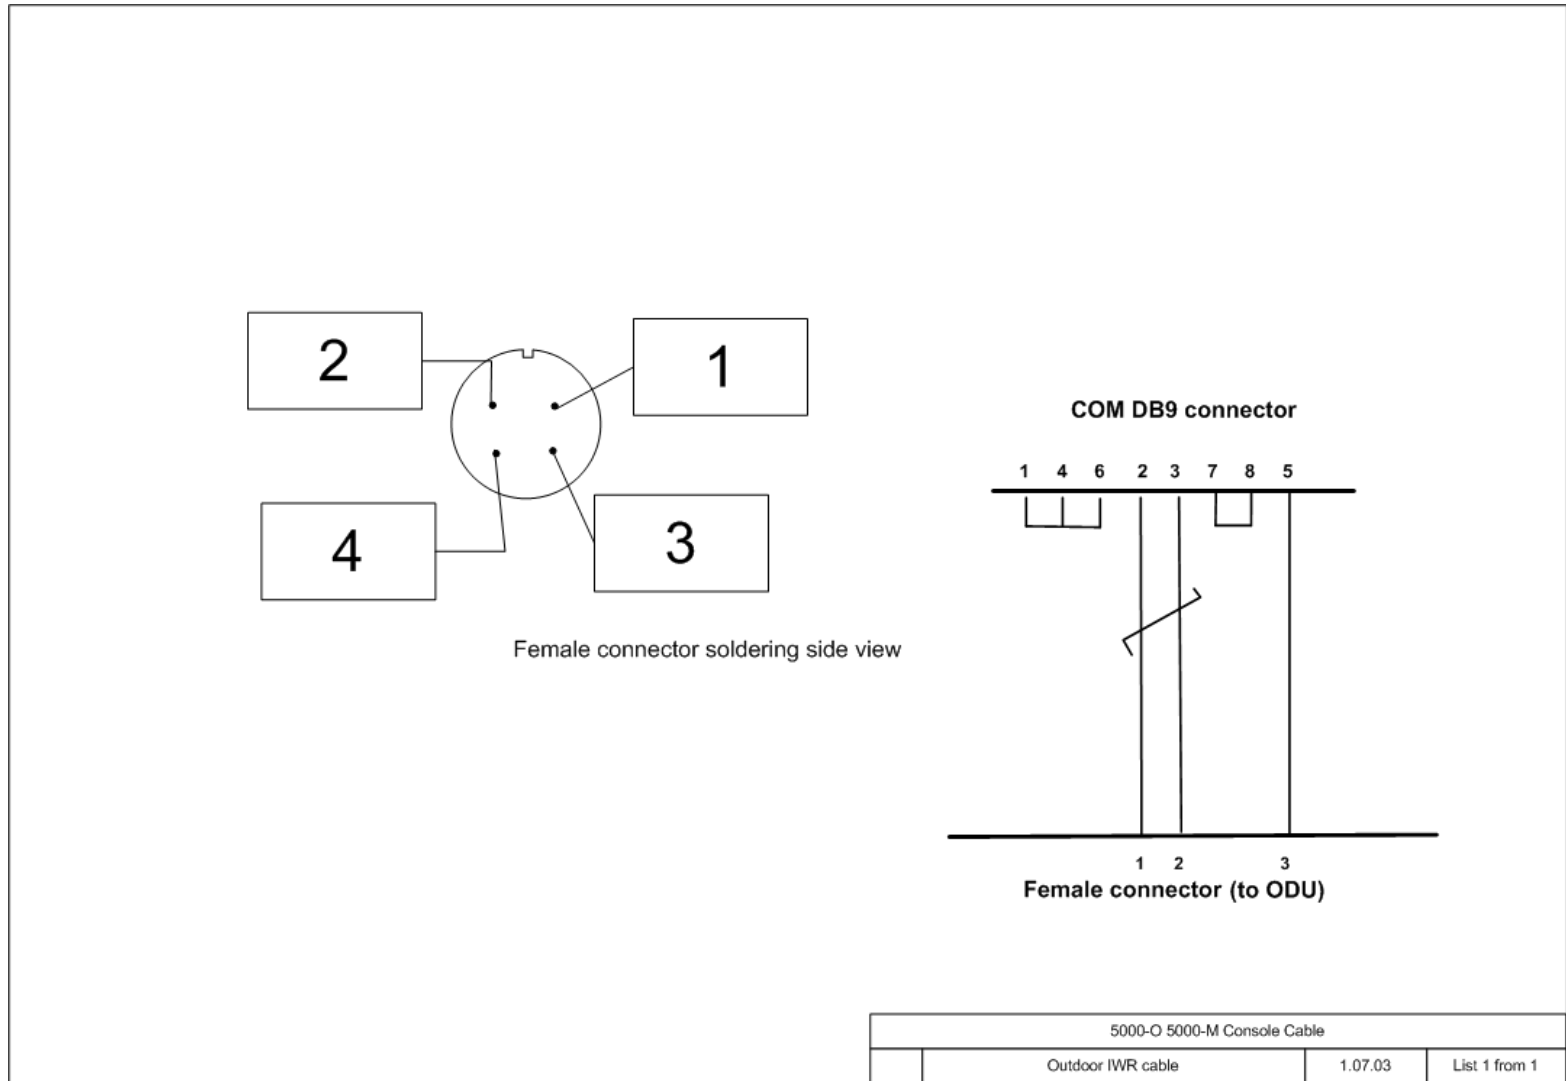 2
1
4
3
Female connector soldering side view
COM DB9 connector
1 4 6 2 3 7 8 5
1 2 3
Female connector (to ODU)
5000-O 5000-M Console Cable
Outdoor IWR cable 1.07.03 List 1 from 1